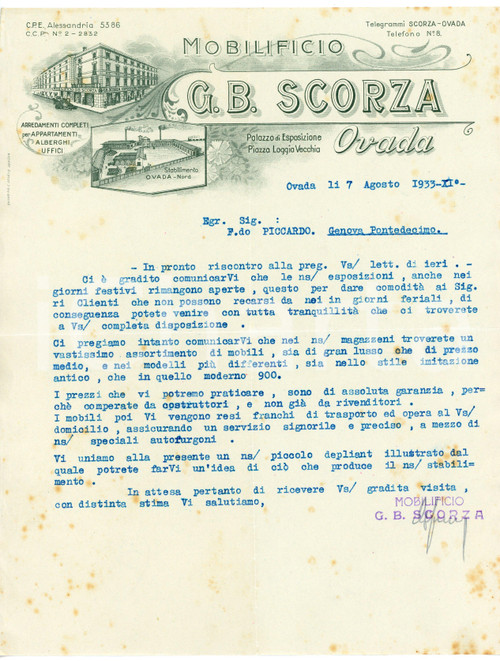 C.P.E. Alessandria 5386
C.C.P. Nº 2-2832
Telegrammi SCORZA-OVADA
Telefono Nº 8.
MOBILIFICIO
G. B. SCORZA
Ovada
ARREDAMENTI COMPLETI
per APPARTAMENTI
ALBERGHI
UFFICI
Stabilimento
OVADA-Nord
Palazzo di Esposizione
Piazza Loggia Vecchia
Ovada li 7 Agosto 1933-XI°-
Egr. Sig. :
F.do PICCARDO. Genova Pontedecimo.
- In pronto riscontro alla preg. Vs/ lett. di ieri . -
Ci è gradito comunicarVi che le ns/ esposizioni , anche nei
giorni festivi rimangono aperte , questo per dare comodità ai Sig.
ri Clienti che non possono recarsi da noi in giorni feriali , di
conseguenza potete venire con tutta tranquillità che ci troverete
a Vs/ completa disposizione .
Ci pregiamo intanto comunicarVi che nei ns/ magazzeni troverete un
vastissimo assortimento di mobili , sia di gran lusso che di prezzo
medio, e nei modelli più differenti , sia nello stile imitazione
antico , che in quello moderno 900.
I prezzi che vi potremo praticare , sono di assoluta garanzia , per=
chè comperate da costruttori , e non già da rivenditori .
I mobili poi Vi vengono resi franchi di trasporto ed opera al Vs/
domicilio , assicurando un servizio signorile e preciso , a mezzo di
ns/ speciali autofurgoni .
Vi uniamo alla presente un ns/ piccolo depliant illustrato dal
quale potrete farVi un'idea di ciò che produce il ns/ stabili=
mento .
In attesa pertanto di ricevere Vs/ gradita visita ,
con distinta stima Vi salutiamo,
MOBILIFICIO
G. B. SCORZA